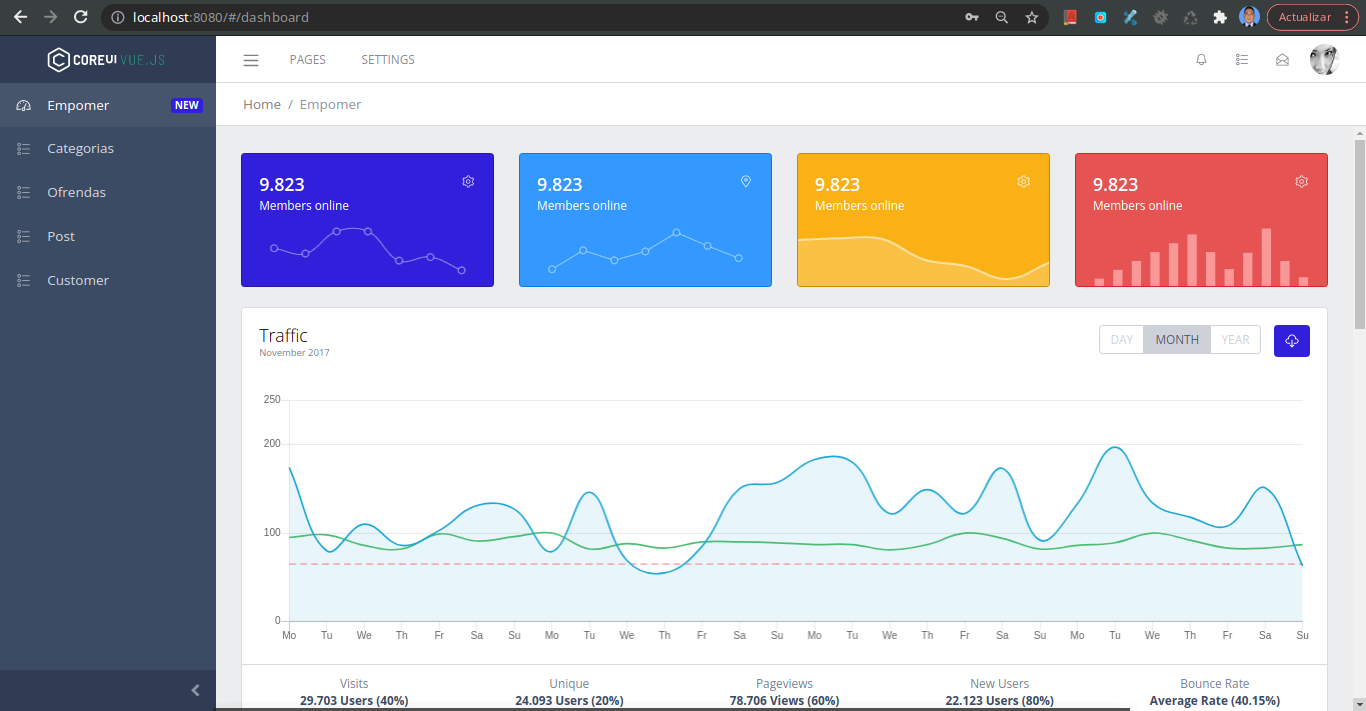 localhost:8080/#/dashboard
Actualizar
COREUI VUE.JS
PAGES SETTINGS
Empomer NEW
Home / Empomer
Categorias
Ofrendas
Post
Customer
9.823
Members online
9.823
Members online
9.823
Members online
9.823
Members online
Traffic
November 2017
DAY MONTH YEAR
250
200
100
0
Mo Tu We Th Fr Sa Su Mo Tu We Th Fr Sa Su Mo Tu We Th Fr Sa Su Mo Tu We Th Fr Sa Su
Visits
29.703 Users (40%)
Unique
24.093 Users (20%)
Pageviews
78.706 Views (60%)
New Users
22.123 Users (80%)
Bounce Rate
Average Rate (40.15%)